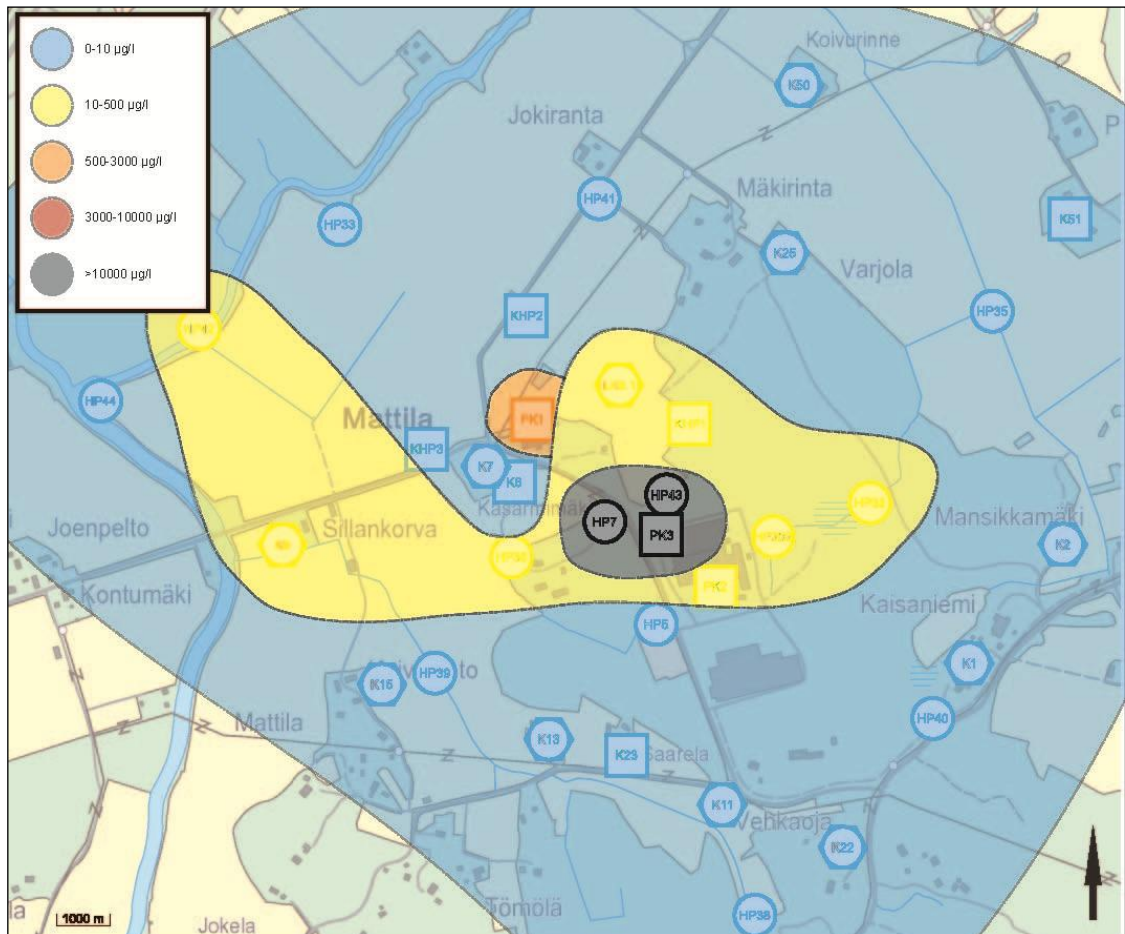 0-10 µg/l
10-500 µg/l
500-3000 µg/l
3000-10000 µg/l
>10000 µg/l
Koivurinne
K50
Jokiranta
P
Mäkirinta
HP41
K51
HP33
K25
Varjola
HP35
KHP2
HP44
PK1
Mattila
KHP3
K7
K6
HP43
HP7
PK3
Joenpelto
Sillankorva
Mansikkamäki
K2
Kontumäki
PK2
Kaisaniemi
HP5
K1
HP39
K15
HP40
Mattila
K13
K23
Saarela
K11
Vehkaoja
K22
1000 m
Jokela
Tömölä
HP38